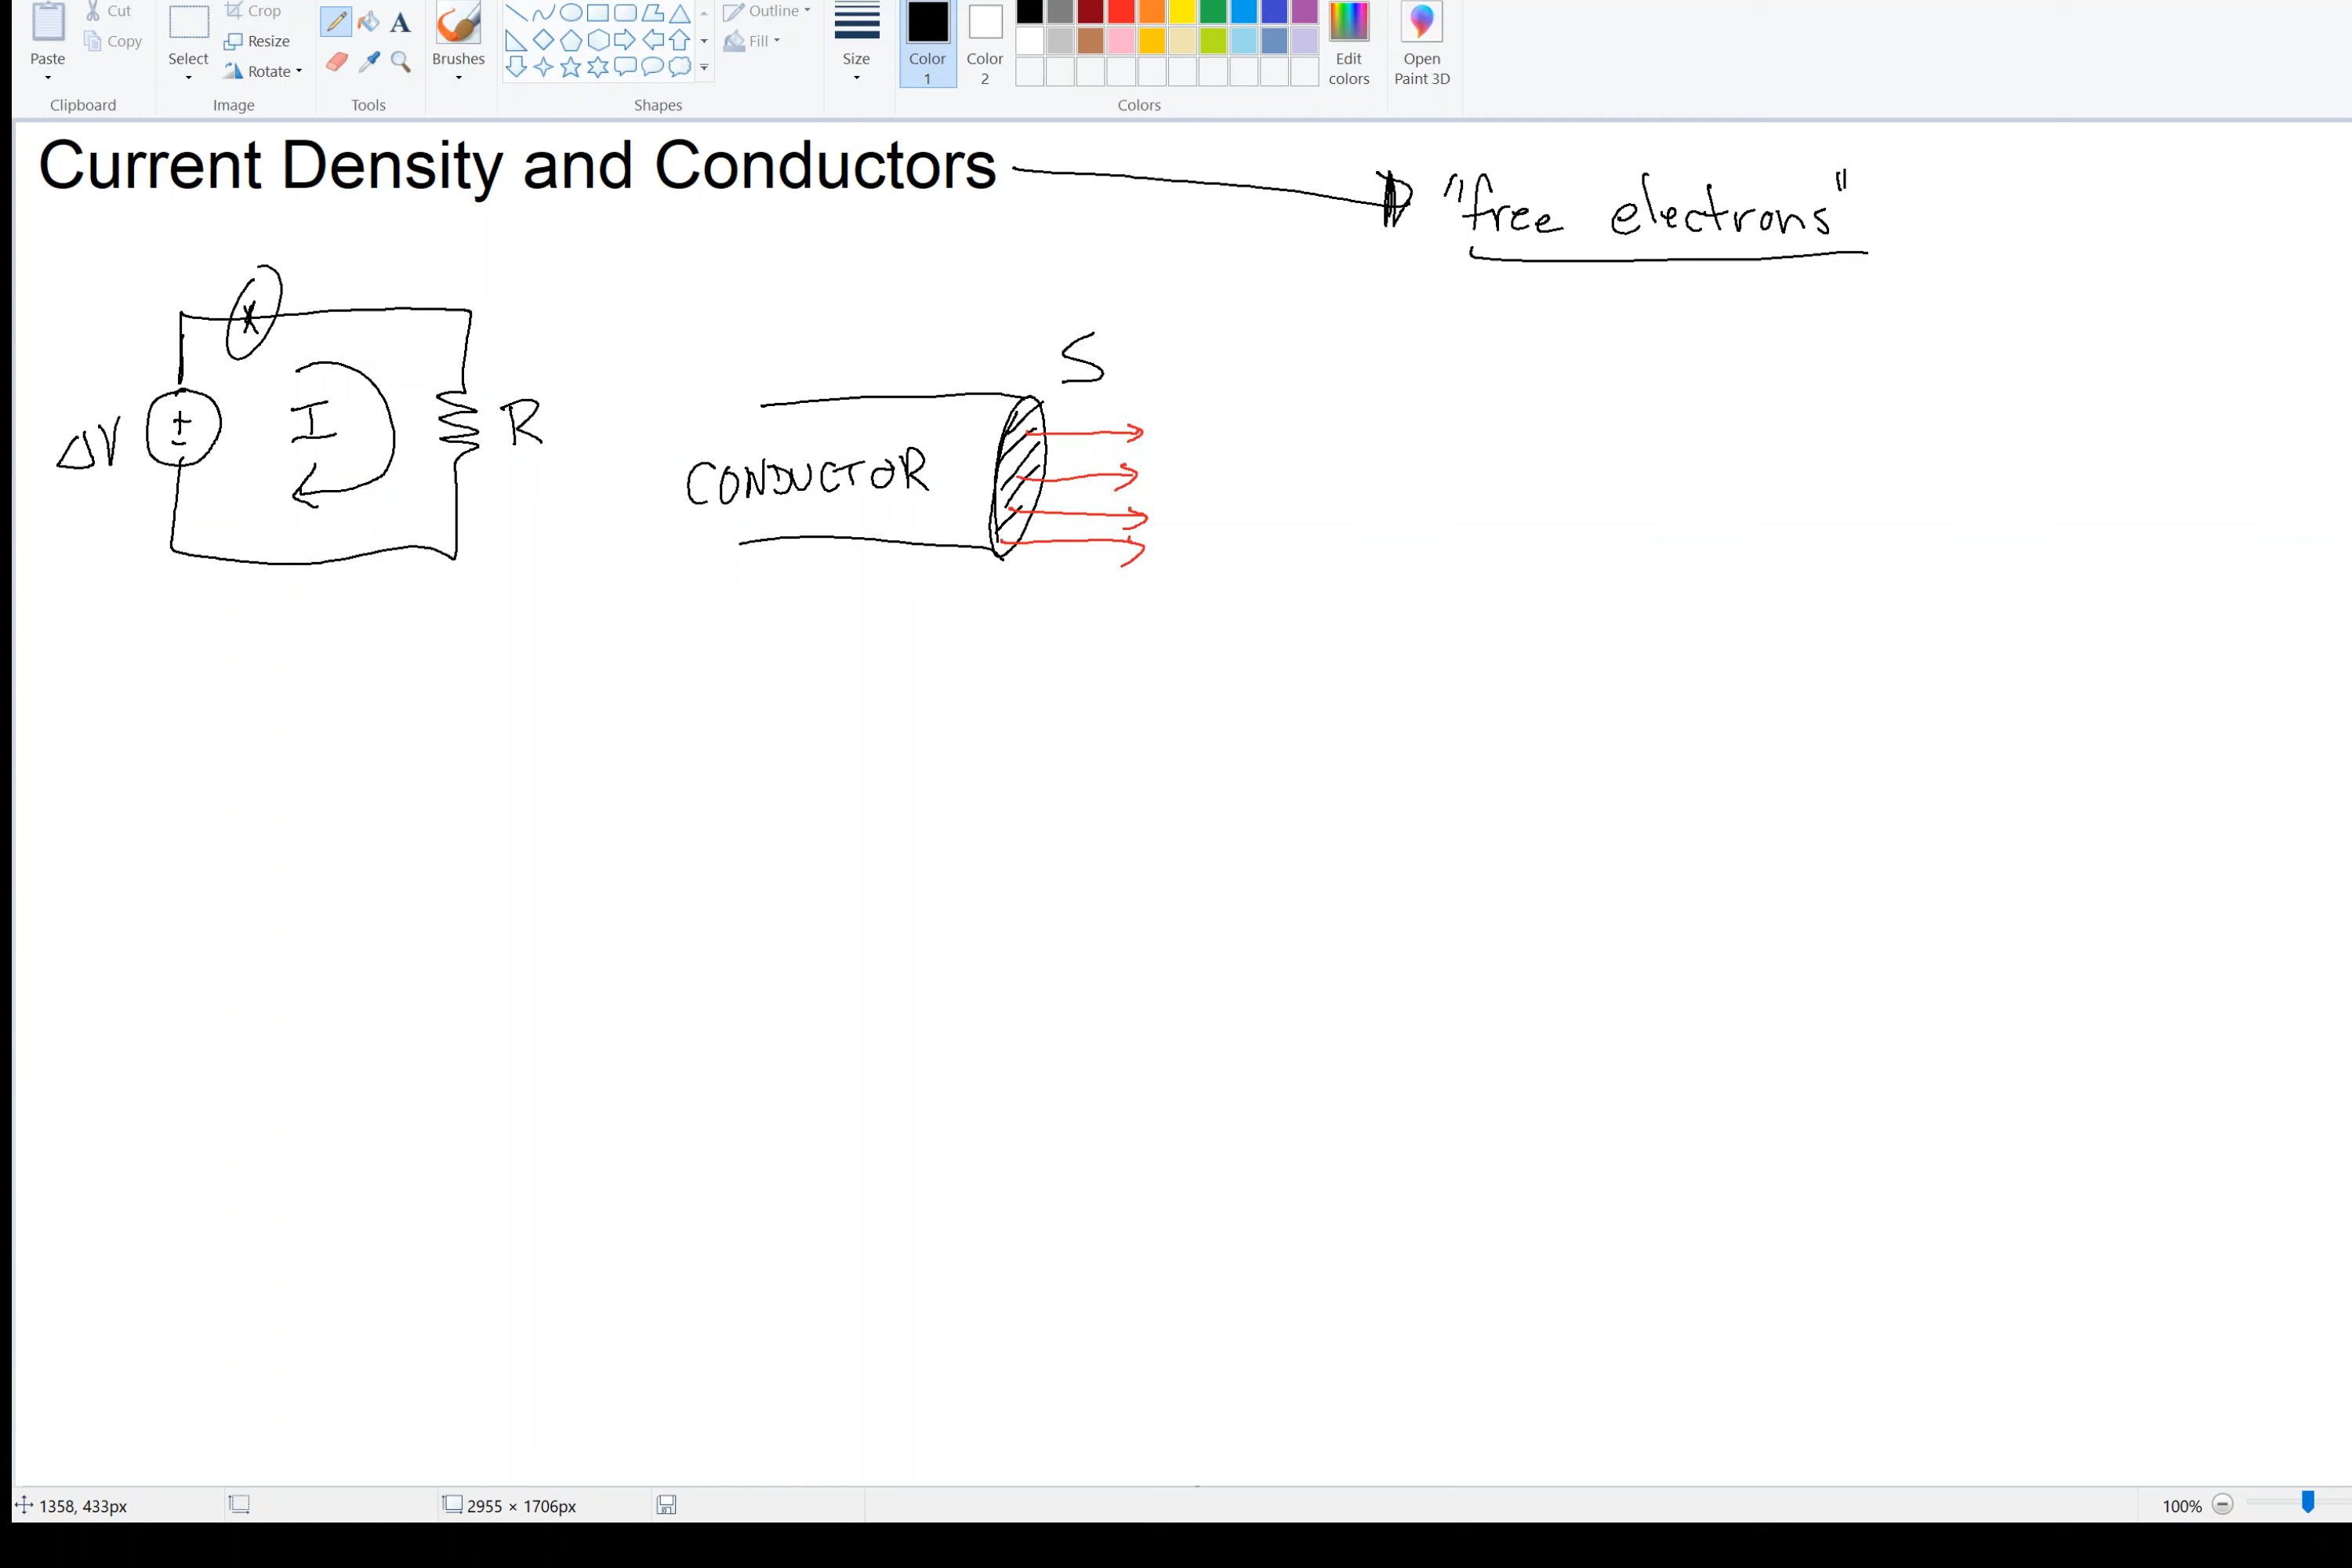 Cut
Copy
Paste
Clipboard
Crop
Resize
Rotate
Select
Image
A
Tools
Brushes
Outline
Fill
Shapes
Size
Color 1
Color 2
Edit colors
Open Paint 3D
Colors
Current Density and Conductors
"free electrons"
I
ΔV
+
-
R
S
CONDUCTOR
1358, 433px
2955 × 1706px
100%